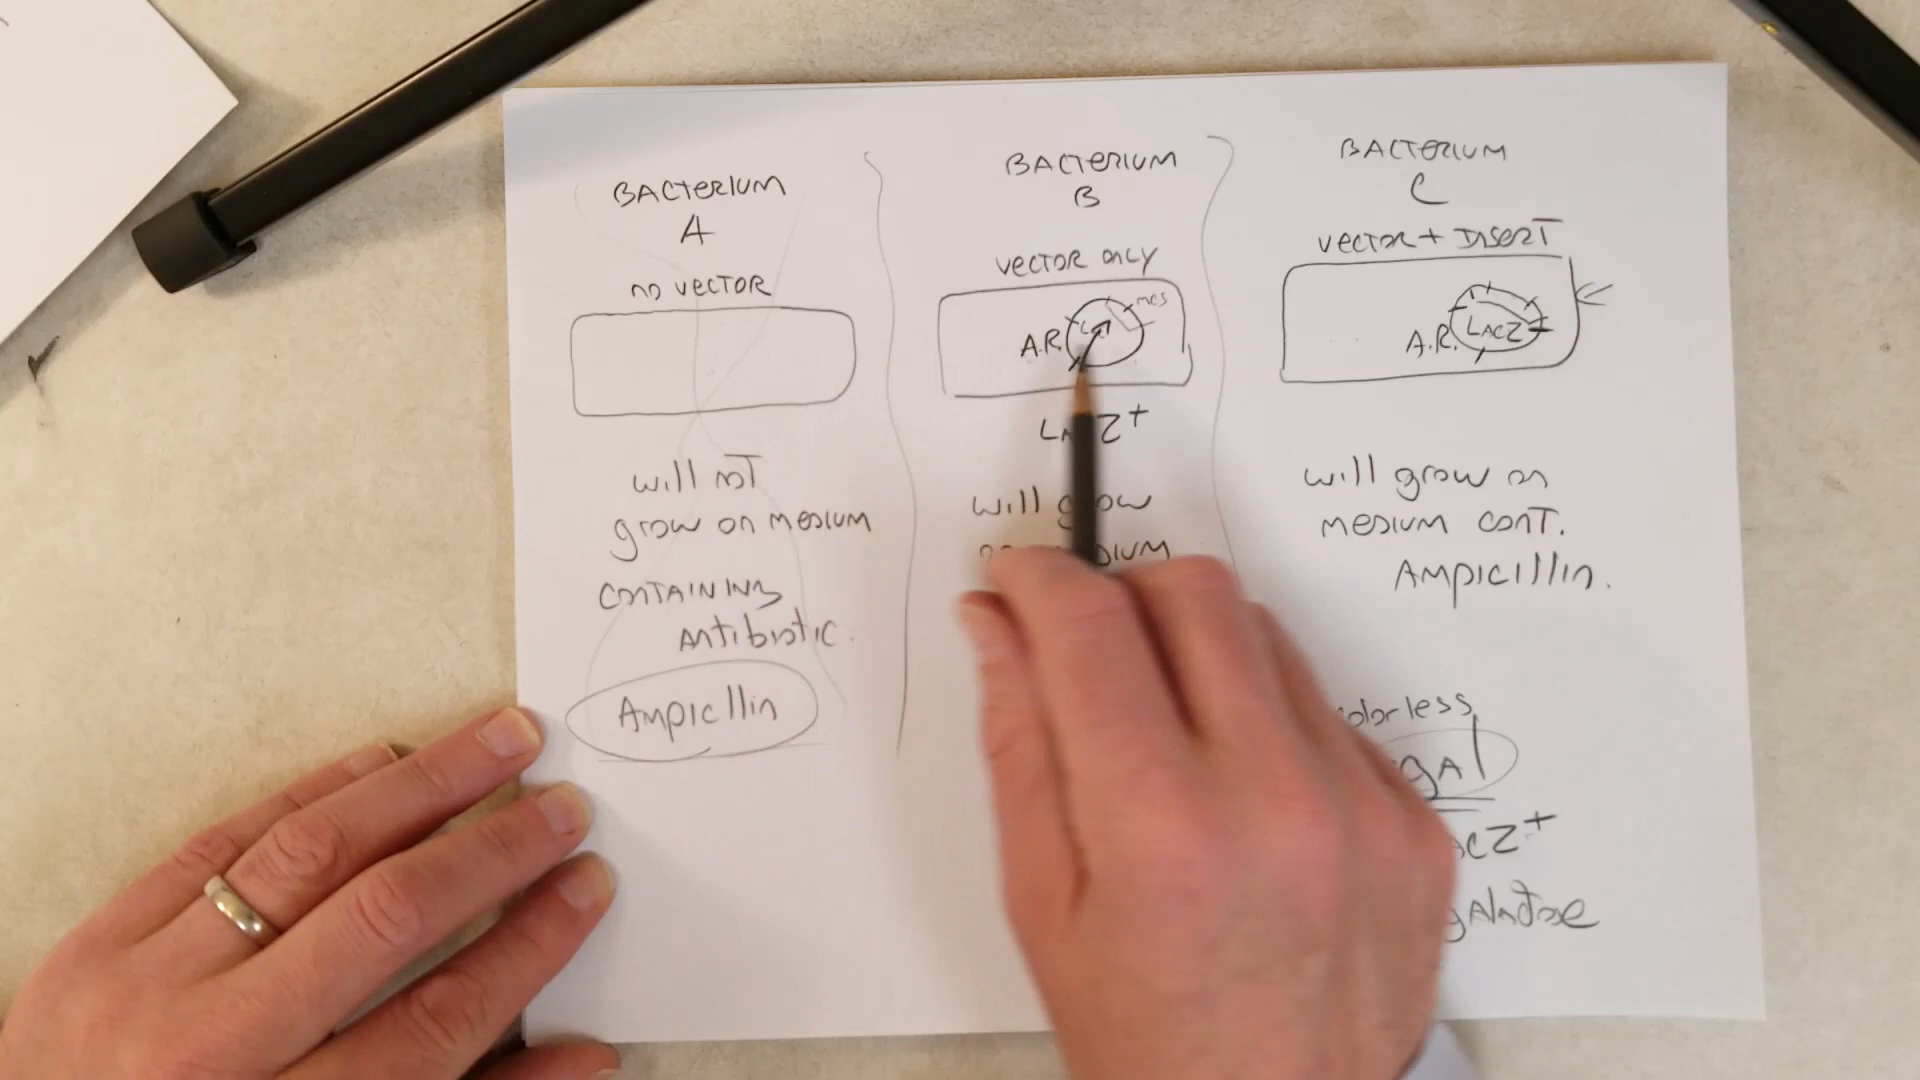 BACTERIUM
A
NO VECTOR
will NOT
grow on MEDIUM
CONTAINING
Antibiotic.
Ampicllin
BACTERIUM
B
VECTOR ONLY
MCS
A.R.
will grow
BACTERIUM
C
VECTOR + INSERT
A.R.
LACZ
will grow on
MEDIUM CONT.
Ampicillin.